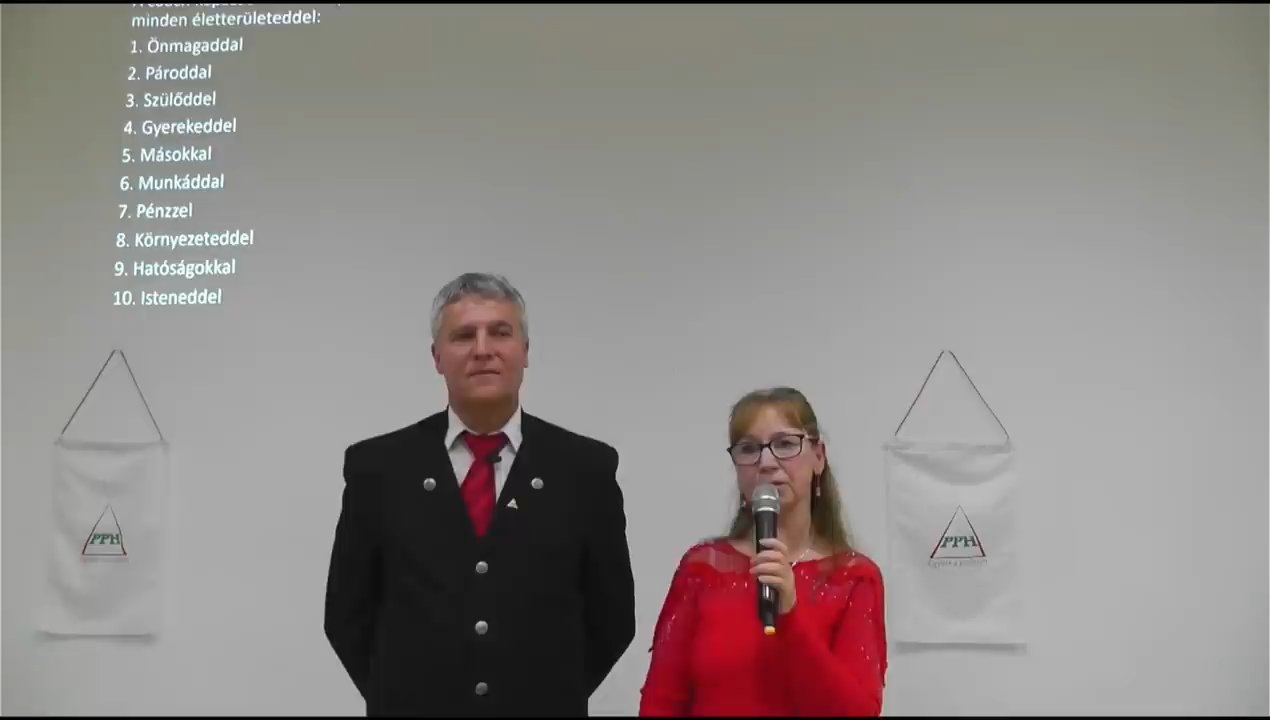 minden életterületeddel:
1. Önmagaddal
2. Pároddal
3. Szülőddel
4. Gyerekeddel
5. Másokkal
6. Munkáddal
7. Pénzzel
8. Környezeteddel
9. Hatóságokkal
10. Isteneddel
PPH
PPH